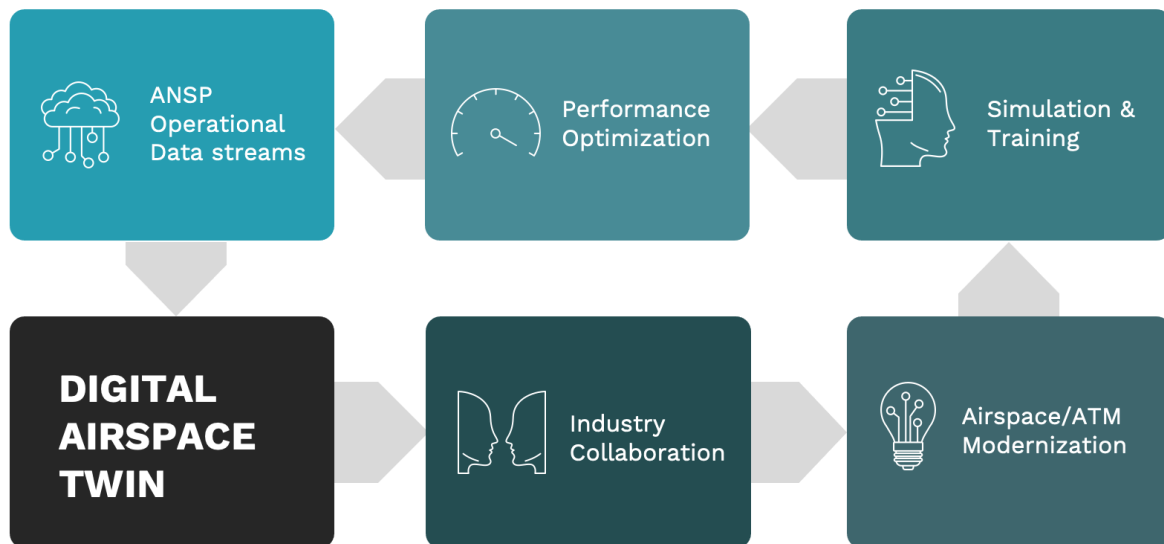 ANSP
Operational
Data streams
Performance
Optimization
Simulation &
Training
DIGITAL
AIRSPACE
TWIN
Industry
Collaboration
Airspace/ATM
Modernization